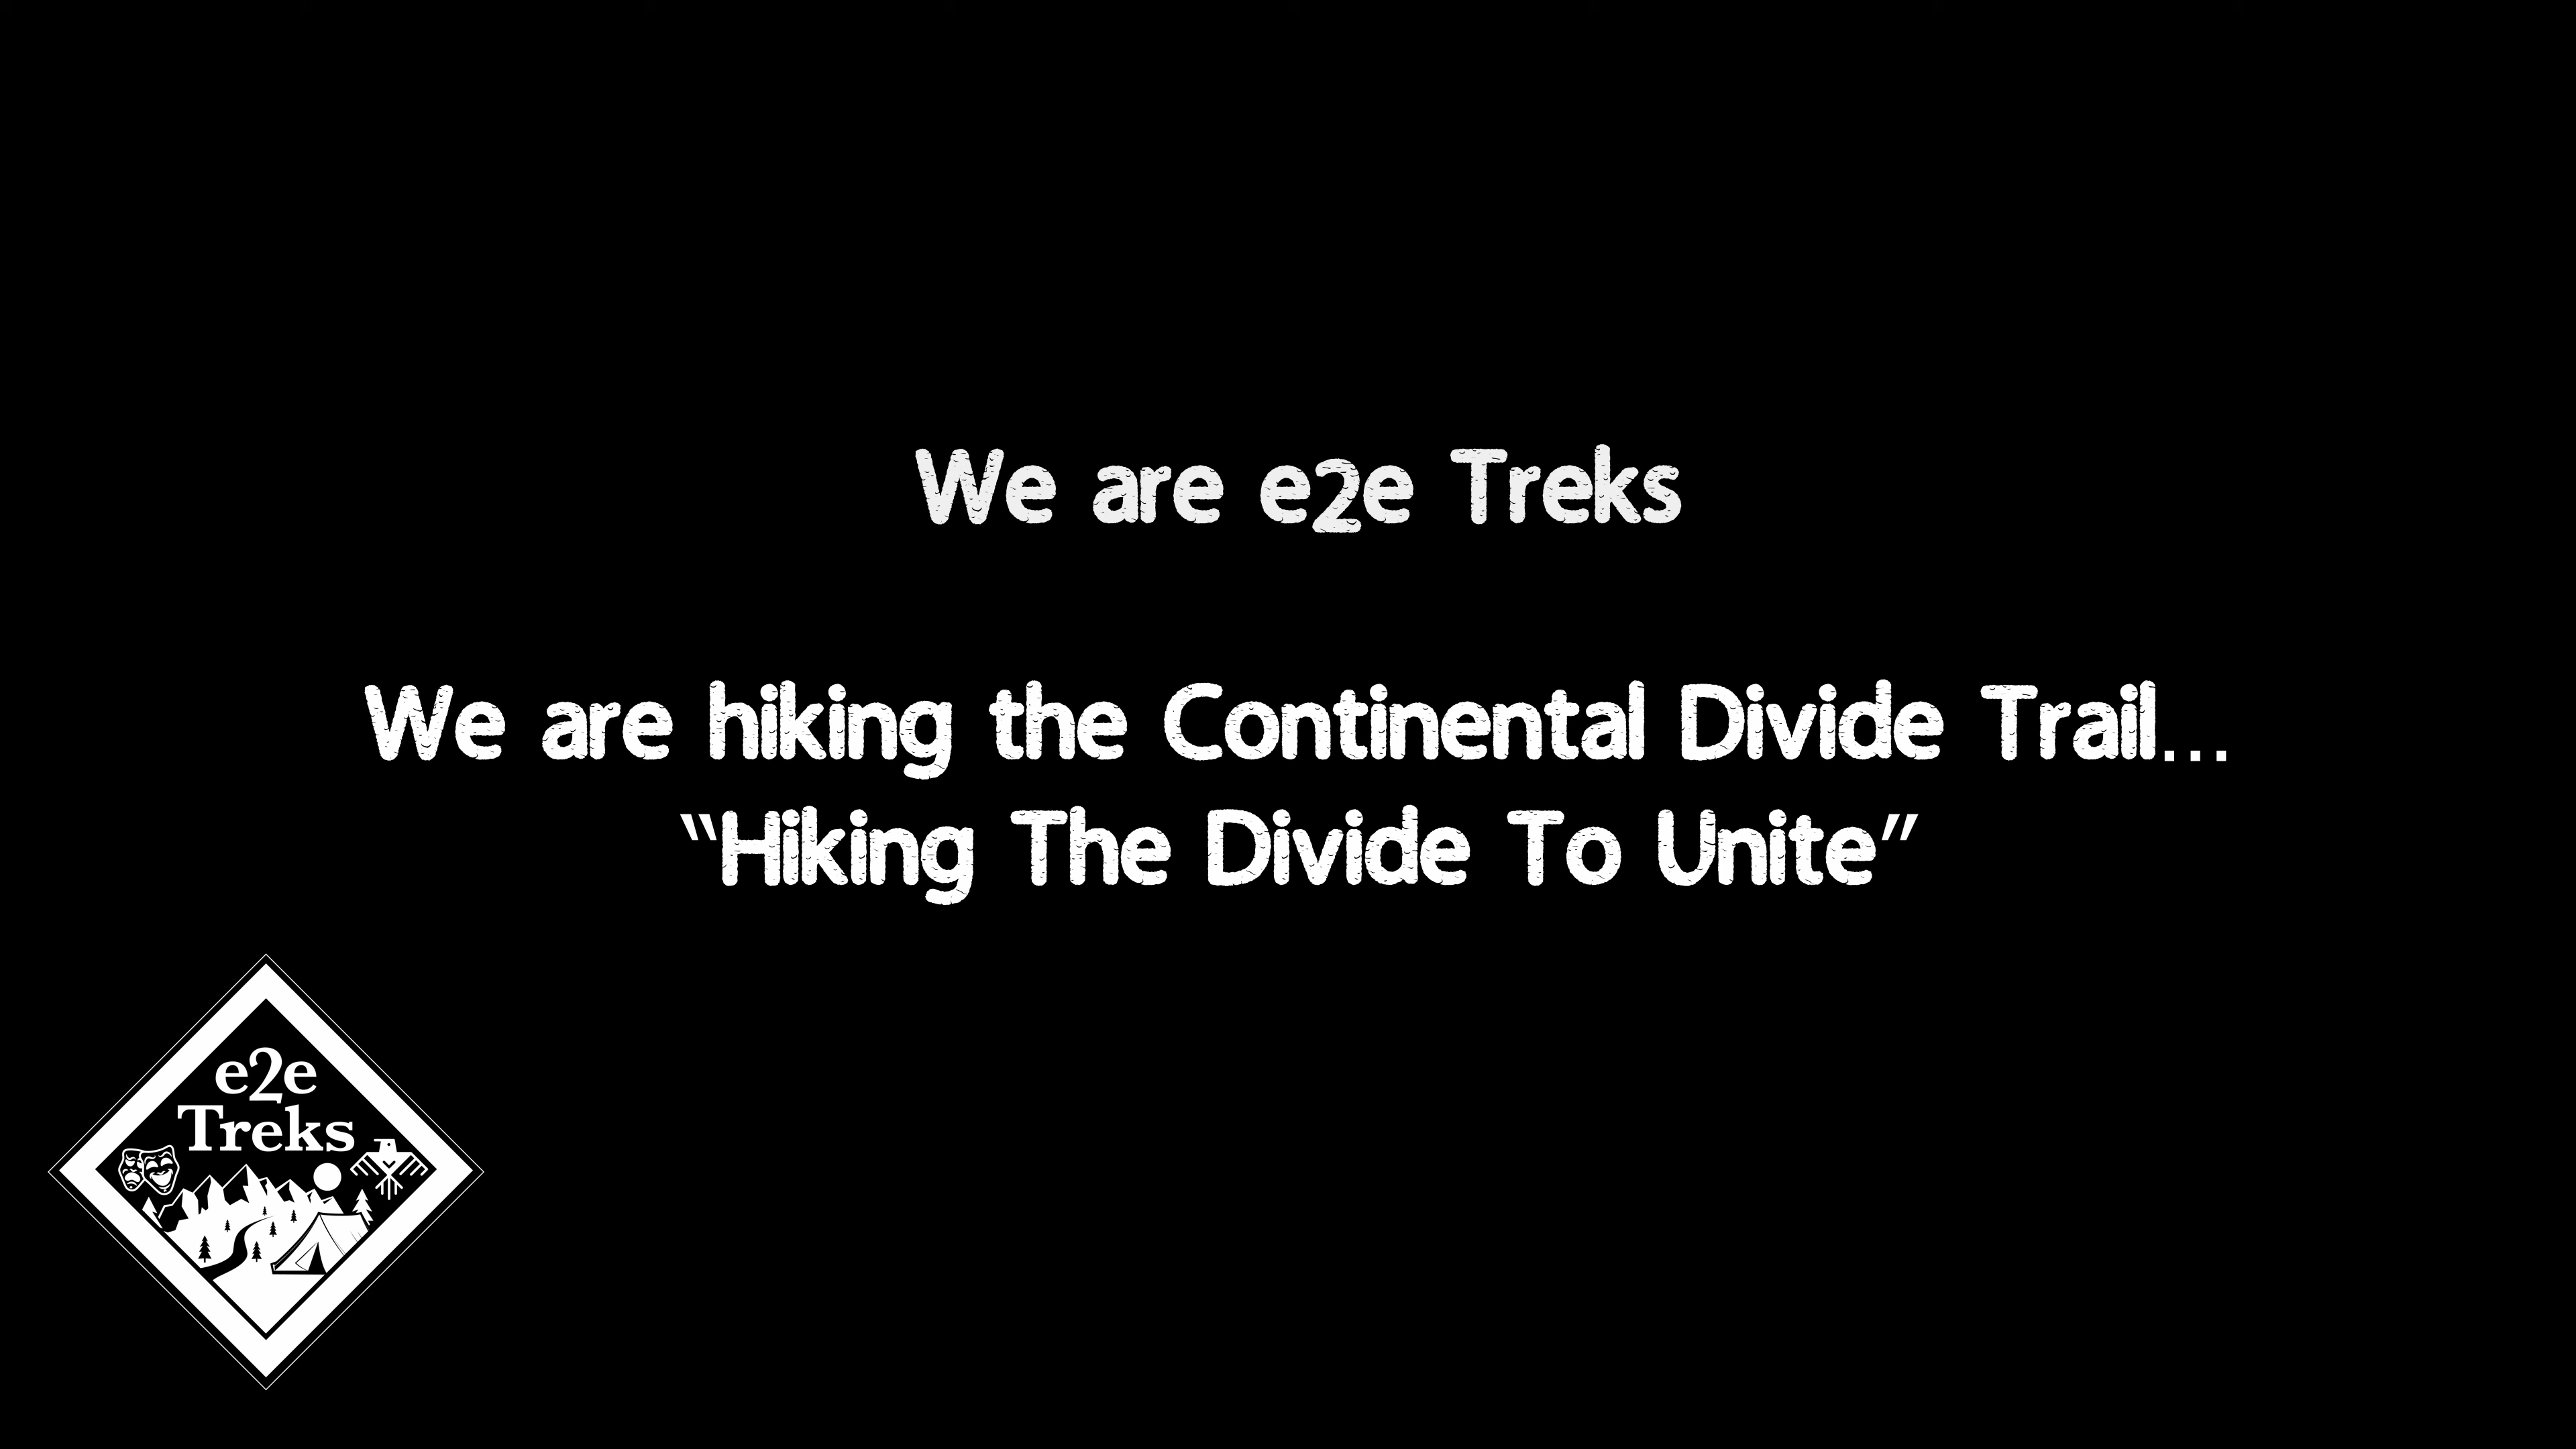 We are e2e Treks
We are hiking the Continental Divide Trail...
“Hiking The Divide To Unite”
e2e
Treks